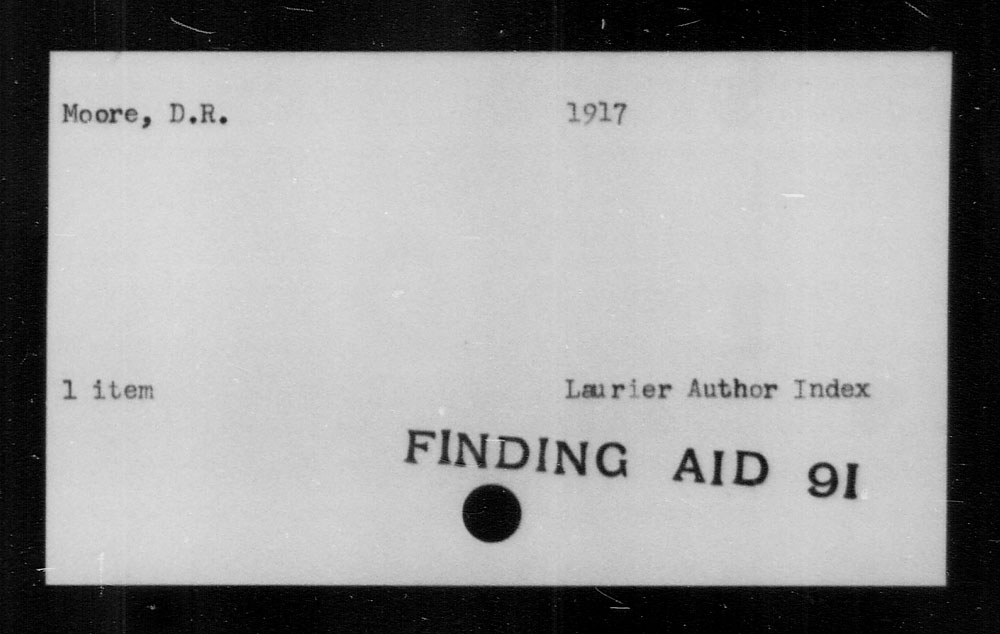 Moore, D.R. 1917
1 item Laurier Author Index
FINDING AID 91